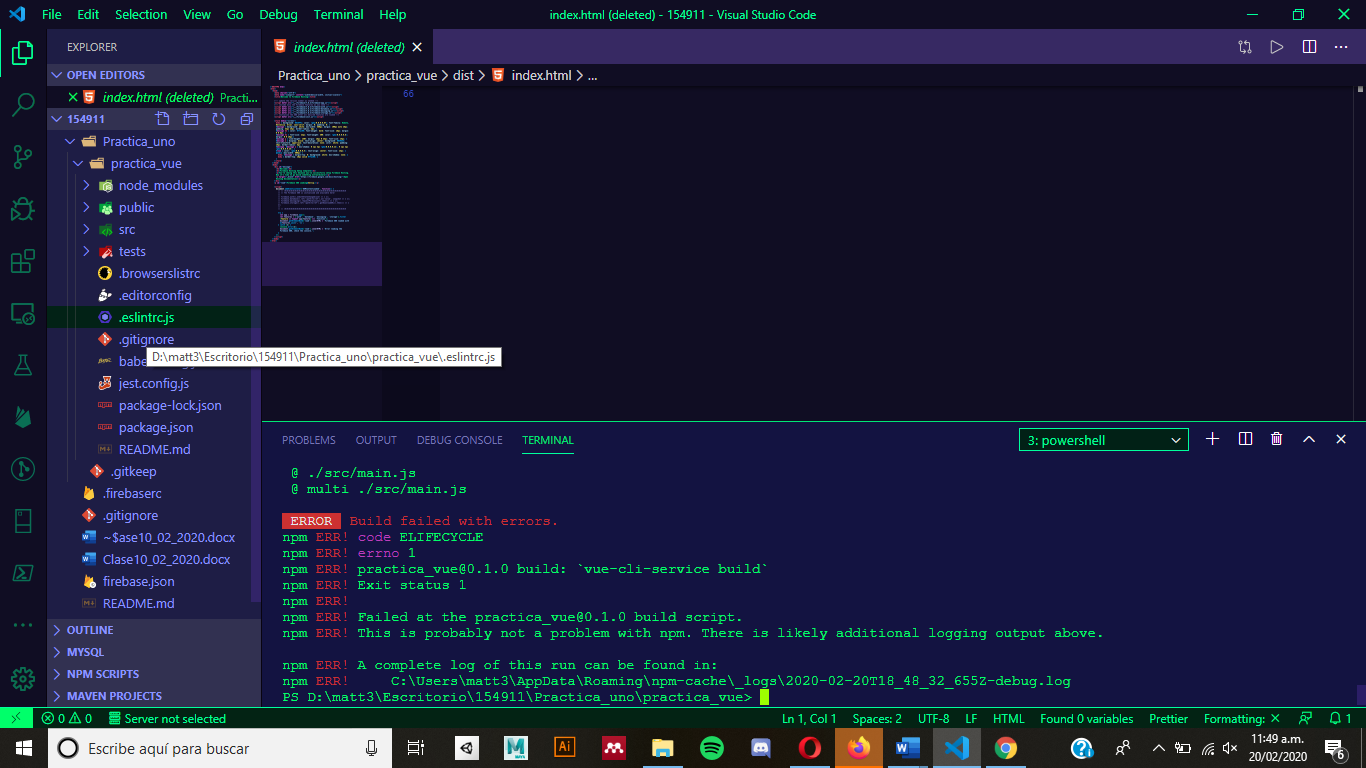 File Edit Selection View Go Debug Terminal Help
index.html (deleted) - 154911 - Visual Studio Code
EXPLORER
OPEN EDITORS
index.html (deleted) Practi...
154911
Practica_uno
practica_vue
node_modules
public
src
tests
.browserslistrc
.editorconfig
.eslintrc.js
.gitignore
D:\matt3\Escritorio\154911\Practica_uno\practica_vue\.eslintrc.js
jest.config.js
package-lock.json
package.json
README.md
.gitkeep
.firebaserc
.gitignore
~$ase10_02_2020.docx
Clase10_02_2020.docx
firebase.json
README.md
OUTLINE
MYSQL
NPM SCRIPTS
MAVEN PROJECTS
index.html (deleted)
Practica_uno > practica_vue > dist > index.html > ...
66
PROBLEMS OUTPUT DEBUG CONSOLE TERMINAL
3: powershell
@ ./src/main.js
@ multi ./src/main.js
ERROR Build failed with errors.
npm ERR! code ELIFECYCLE
npm ERR! errno 1
npm ERR! practica_vue@0.1.0 build: `vue-cli-service build`
npm ERR! Exit status 1
npm ERR!
npm ERR! Failed at the practica_vue@0.1.0 build script.
npm ERR! This is probably not a problem with npm. There is likely additional logging output above.
npm ERR! A complete log of this run can be found in:
npm ERR! C:\Users\matt3\AppData\Roaming\npm-cache\_logs\2020-02-20T18_48_32_655Z-debug.log
PS D:\matt3\Escritorio\154911\Practica_uno\practica_vue>
0 0 Server not selected
Ln 1, Col 1 Spaces: 2 UTF-8 LF HTML Found 0 variables Prettier Formatting: 1
Escribe aquí para buscar
Ai
11:49 a.m.
20/02/2020
6